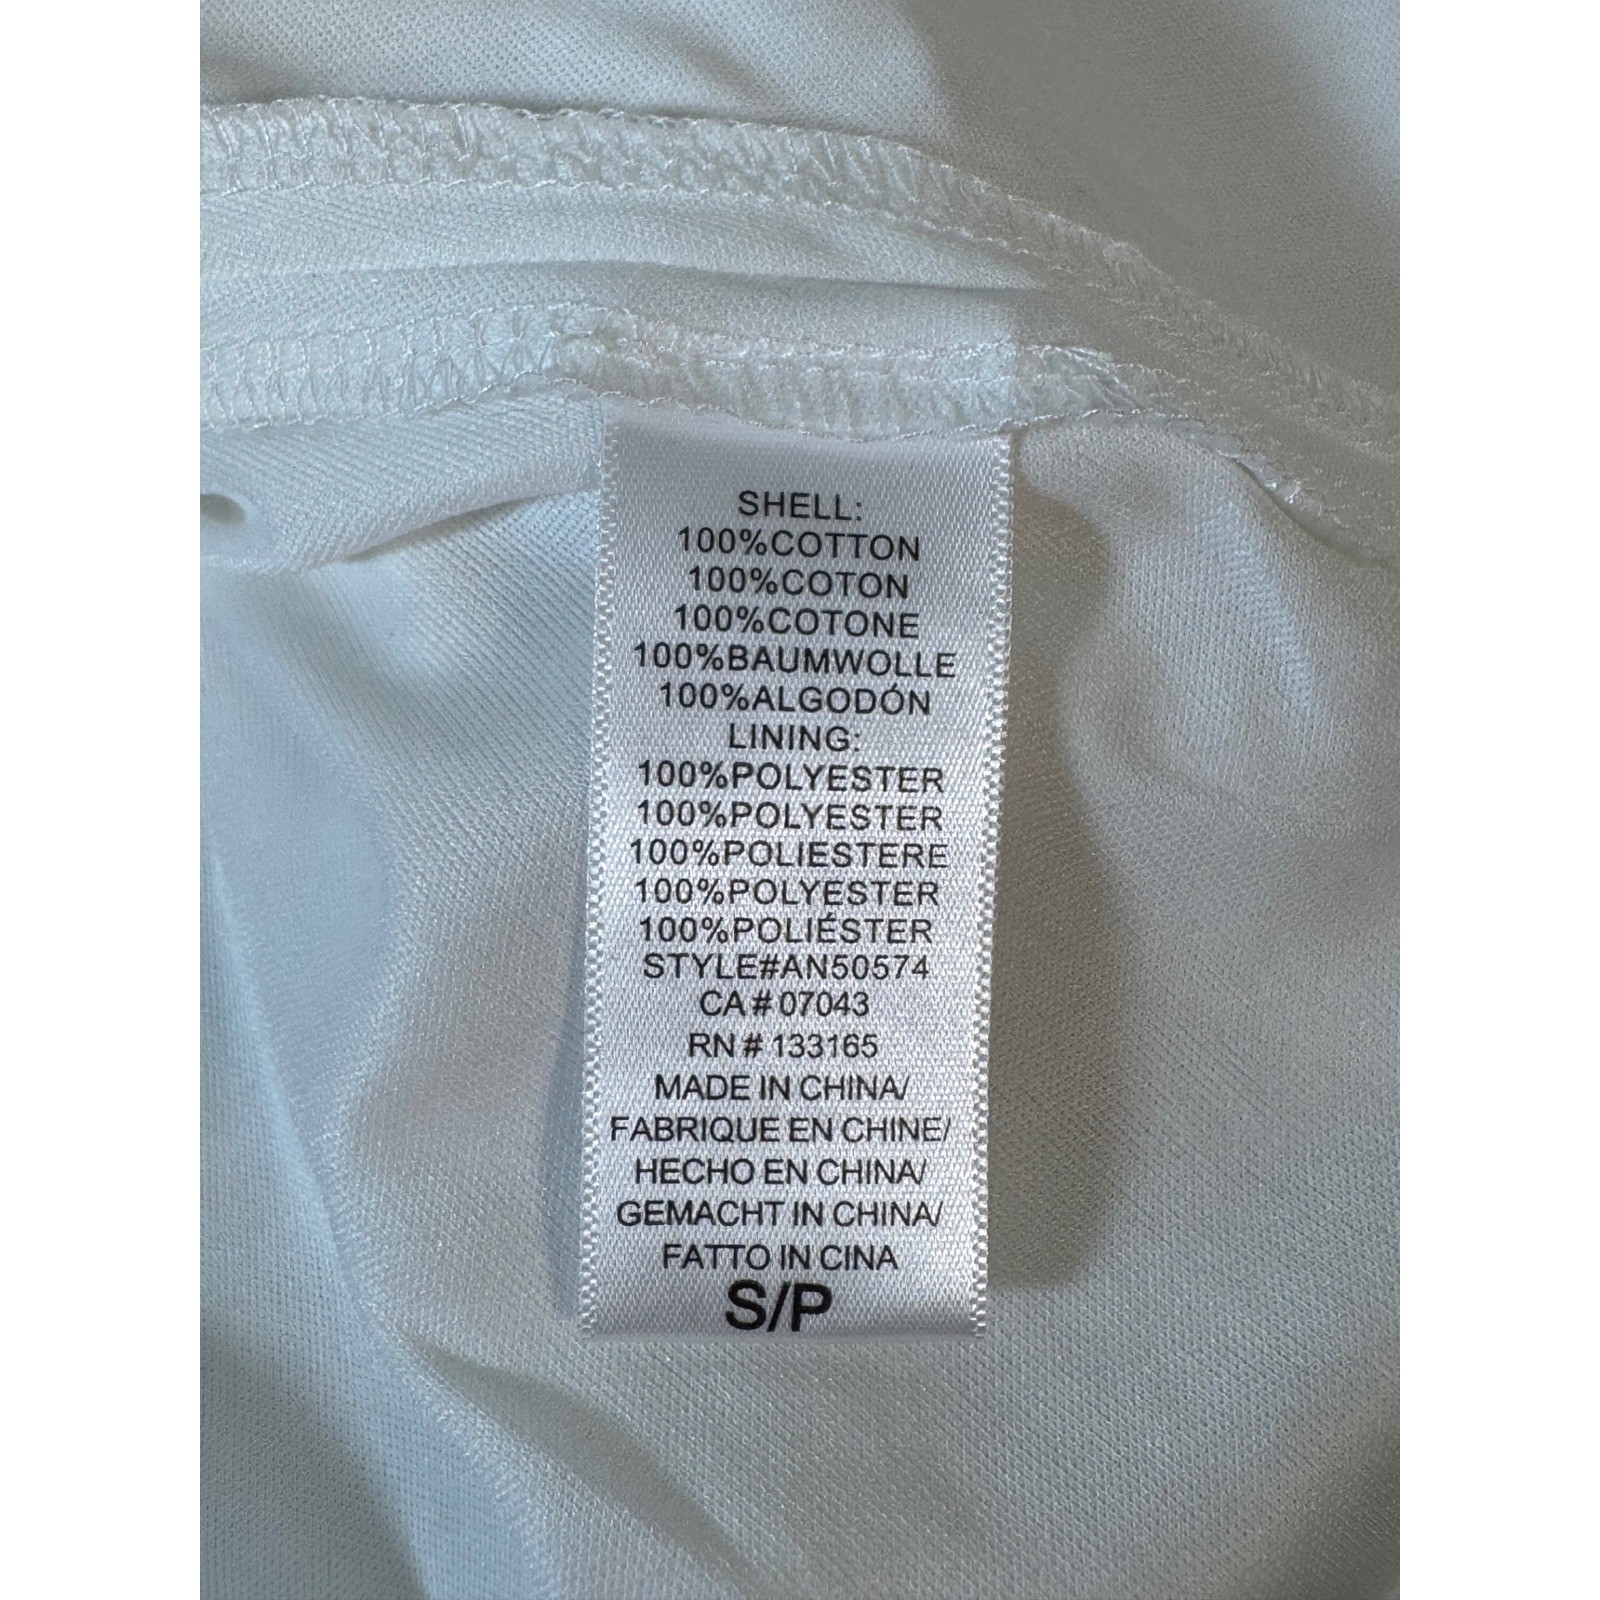 SHELL:
100%COTTON
100%COTON
100%COTONE
100%BAUMWOLLE
100%ALGODÓN
LINING:
100%POLYESTER
100%POLYESTER
100%POLIESTERE
100%POLYESTER
100%POLIÉSTER
STYLE#AN50574
CA # 07043
RN # 133165
MADE IN CHINA/
FABRIQUE EN CHINE/
HECHO EN CHINA/
GEMACHT IN CHINA/
FATTO IN CINA
S/P